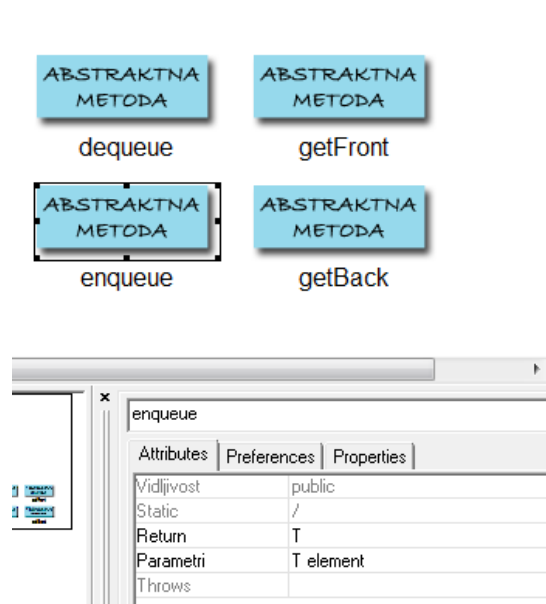 ABSTRAKTNA ABSTRAKTNA
METODA METODA
dequeue getFront
ABSTRAKTNA ABSTRAKTNA
METODA METODA
enqueue getBack
enqueue
Attributes Preferences Properties
Vidljivost public
Static /
Return T
Parametri T element
Throws